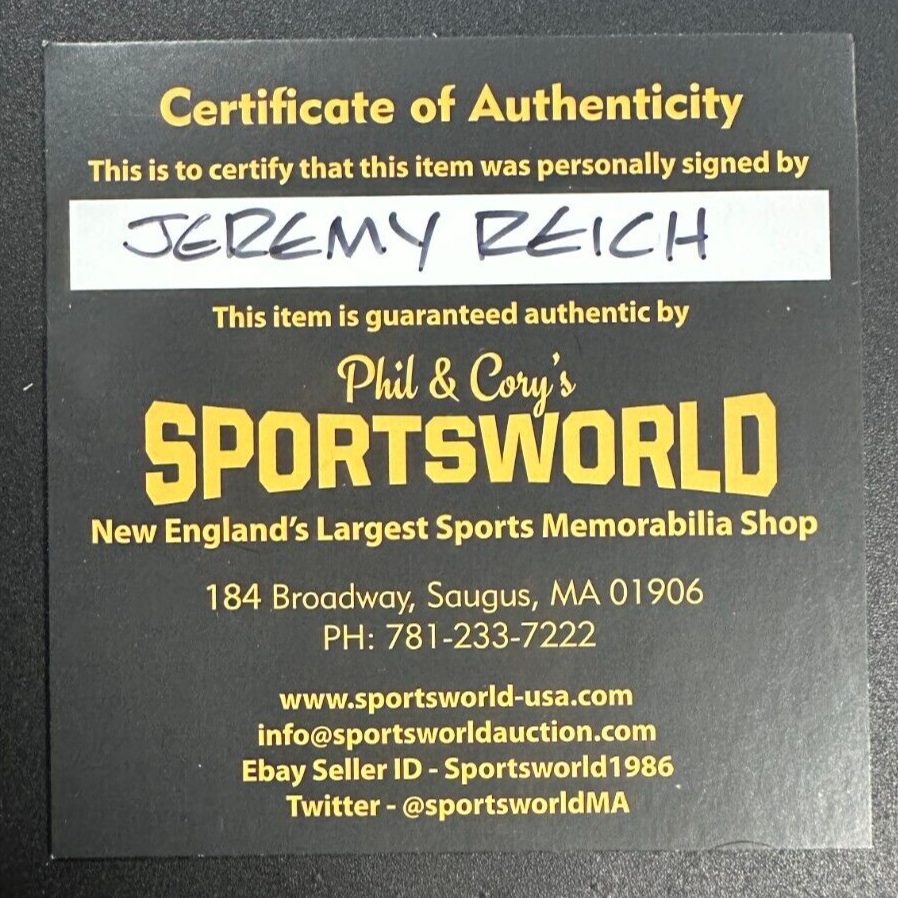 Certificate of Authenticity
This is to certify that this item was personally signed by
JEREMY REICH
This item is guaranteed authentic by
Phil & Cory's
SPORTSWORLD
New England's Largest Sports Memorabilia Shop
184 Broadway, Saugus, MA 01906
PH: 781-233-7222
www.sportsworld-usa.com
info@sportsworldauction.com
Ebay Seller ID - Sportsworld1986
Twitter - @sportsworldMA